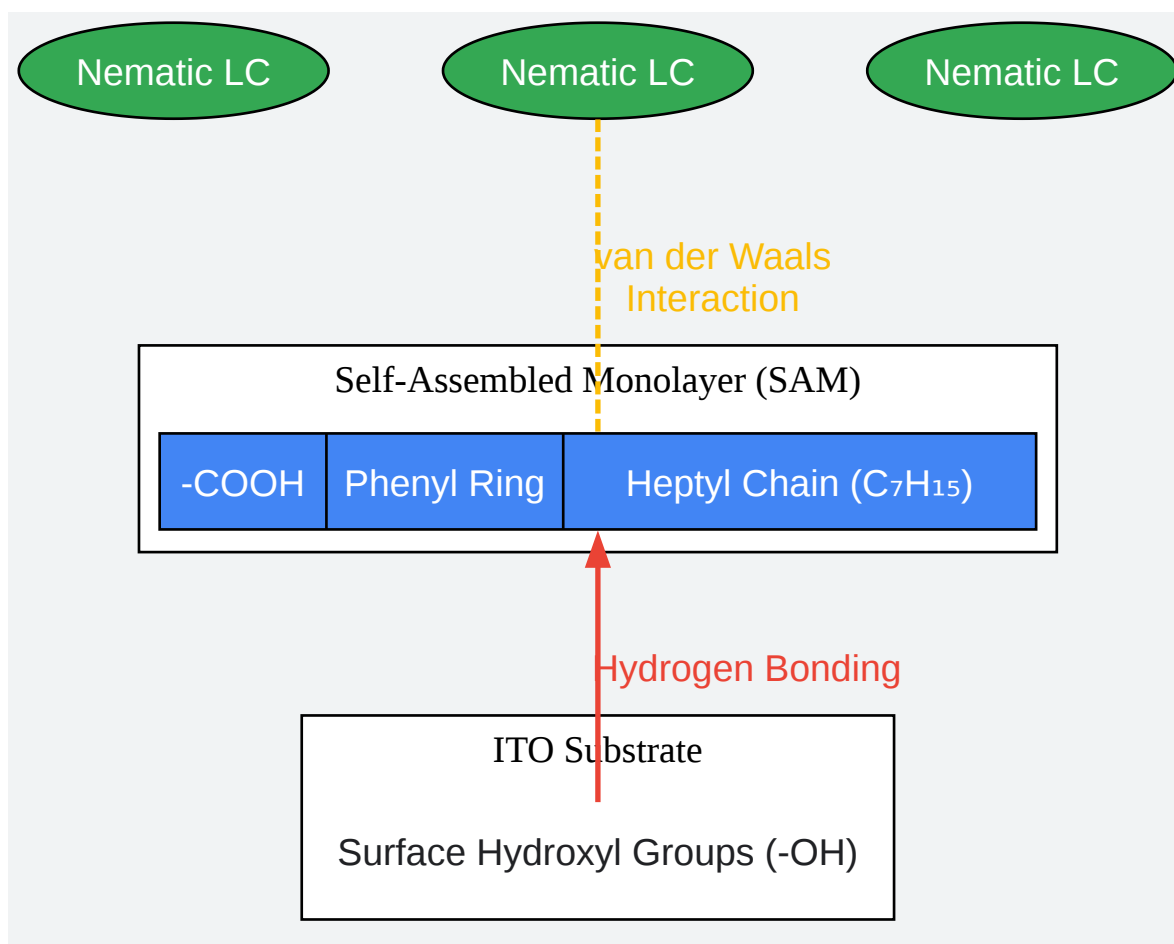 Nematic LC
Nematic LC
Nematic LC
van der Waals
Interaction
Self-Assembled Monolayer (SAM)
-COOH
Phenyl Ring
Heptyl Chain (C₇H₁₅)
Hydrogen Bonding
ITO Substrate
Surface Hydroxyl Groups (-OH)